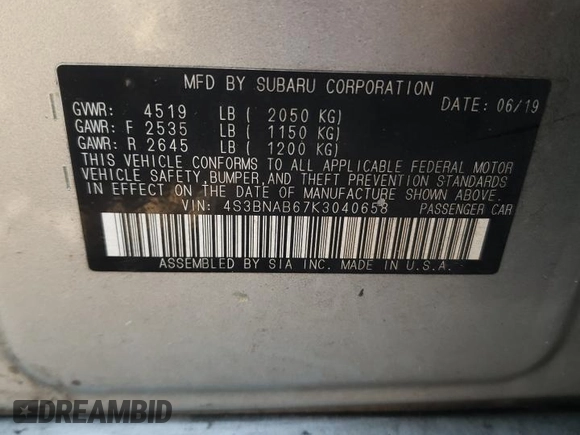 MFD BY SUBARU CORPORATION
GVWR: 4519 LB ( 2050 KG) DATE: 06/19
GAWR: F 2535 LB ( 1150 KG)
GAWR: R 2645 LB ( 1200 KG)
THIS VEHICLE CONFORMS TO ALL APPLICABLE FEDERAL MOTOR
VEHICLE SAFETY, BUMPER, AND THEFT PREVENTION STANDARDS
IN EFFECT ON THE DATE OF MANUFACTURE SHOWN ABOVE.
VIN: 4S3BNAB67K3040658 PASSENGER CAR
ASSEMBLED BY SIA INC. MADE IN U.S.A.
DREAMBID